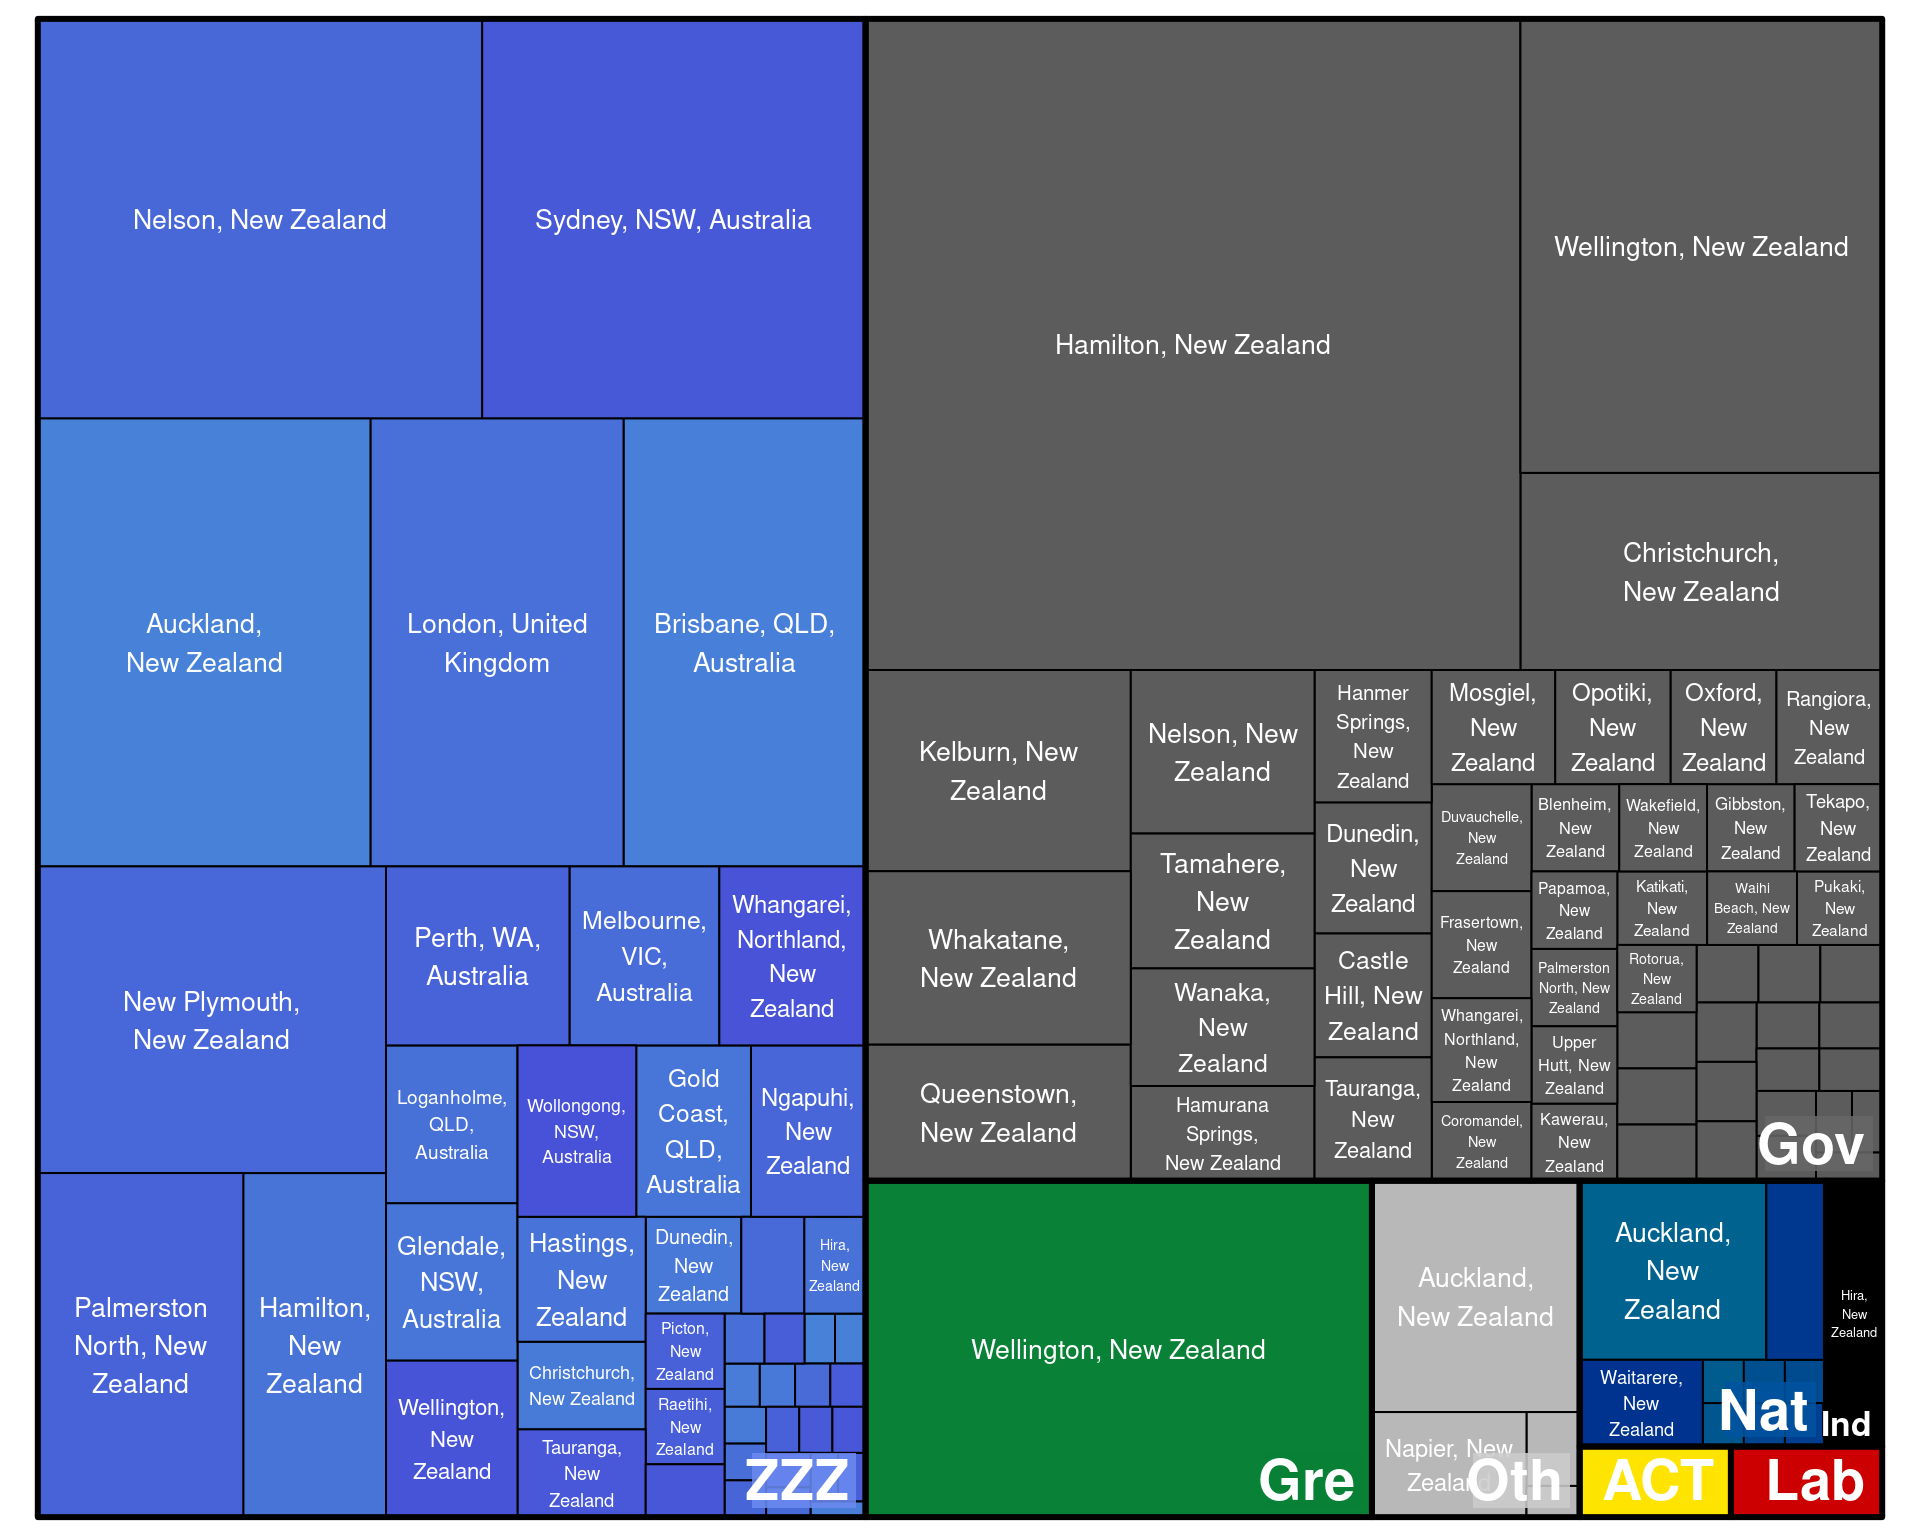 Nelson, New Zealand
Sydney, NSW, Australia
Auckland,
New Zealand
London, United
Kingdom
Brisbane, QLD,
Australia
New Plymouth,
New Zealand
Perth, WA,
Australia
Melbourne,
VIC,
Australia
Whangarei,
Northland,
New
Zealand
Palmerston
North, New
Zealand
Hamilton,
New
Zealand
Loganholme,
QLD,
Australia
Wollongong,
NSW,
Australia
Gold
Coast,
QLD,
Australia
Ngapuhi,
New
Zealand
Glendale,
NSW,
Australia
Wellington,
New
Zealand
Hastings,
New
Zealand
Christchurch,
New Zealand
Tauranga,
New
Zealand
Dunedin,
New
Zealand
Hira,
New
Zealand
Picton,
New
Zealand
Raetihi,
New
Zealand
ZZZ
Hamilton, New Zealand
Wellington, New Zealand
Christchurch,
New Zealand
Kelburn, New
Zealand
Whakatane,
New Zealand
Queenstown,
New Zealand
Nelson, New
Zealand
Tamahere,
New
Zealand
Wanaka,
New
Zealand
Hamurana
Springs,
New Zealand
Hanmer
Springs,
New
Zealand
Dunedin,
New
Zealand
Castle
Hill, New
Zealand
Tauranga,
New
Zealand
Mosgiel,
New
Zealand
Opotiki,
New
Zealand
Oxford,
New
Zealand
Rangiora,
New
Zealand
Duvauchelle,
New
Zealand
Frasertown,
New
Zealand
Whangarei,
Northland,
New
Zealand
Coromandel,
New
Zealand
Blenheim,
New
Zealand
Wakefield,
New
Zealand
Gibbston,
New
Zealand
Tekapo,
New
Zealand
Papamoa,
New
Zealand
Palmerston
North, New
Zealand
Upper
Hutt, New
Zealand
Kawerau,
New
Zealand
Katikati,
New
Zealand
Waihi
Beach, New
Zealand
Pukaki,
New
Zealand
Rotorua,
New
Zealand
Gov
Wellington, New Zealand
Gre
Auckland,
New Zealand
Napier, New
Zealand
Oth
Auckland,
New
Zealand
Waitarere,
New
Zealand
Nat
Hira,
New
Zealand
Ind
ACT
Lab